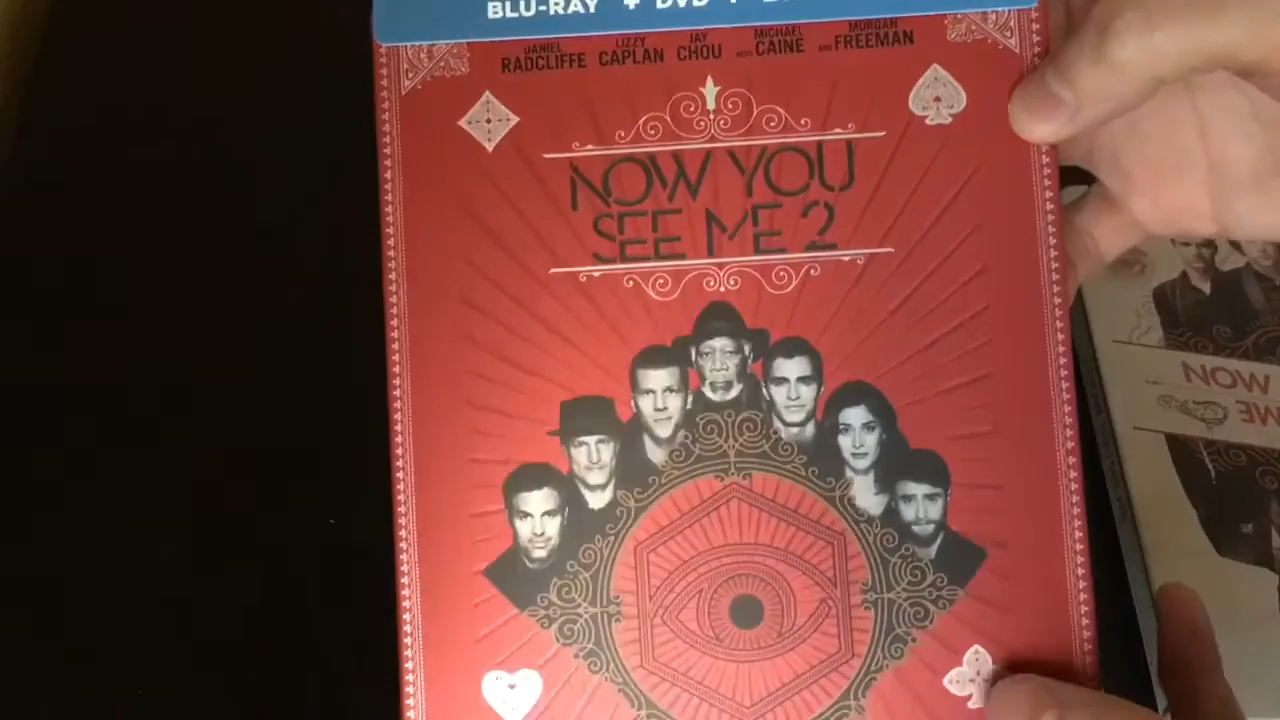 BLU-RAY + DVD +
DANIEL RADCLIFFE LIZZY CAPLAN JAY CHOU WITH MICHAEL CAINE AND MORGAN FREEMAN
NOW YOU
SEE ME 2
NOW
ME